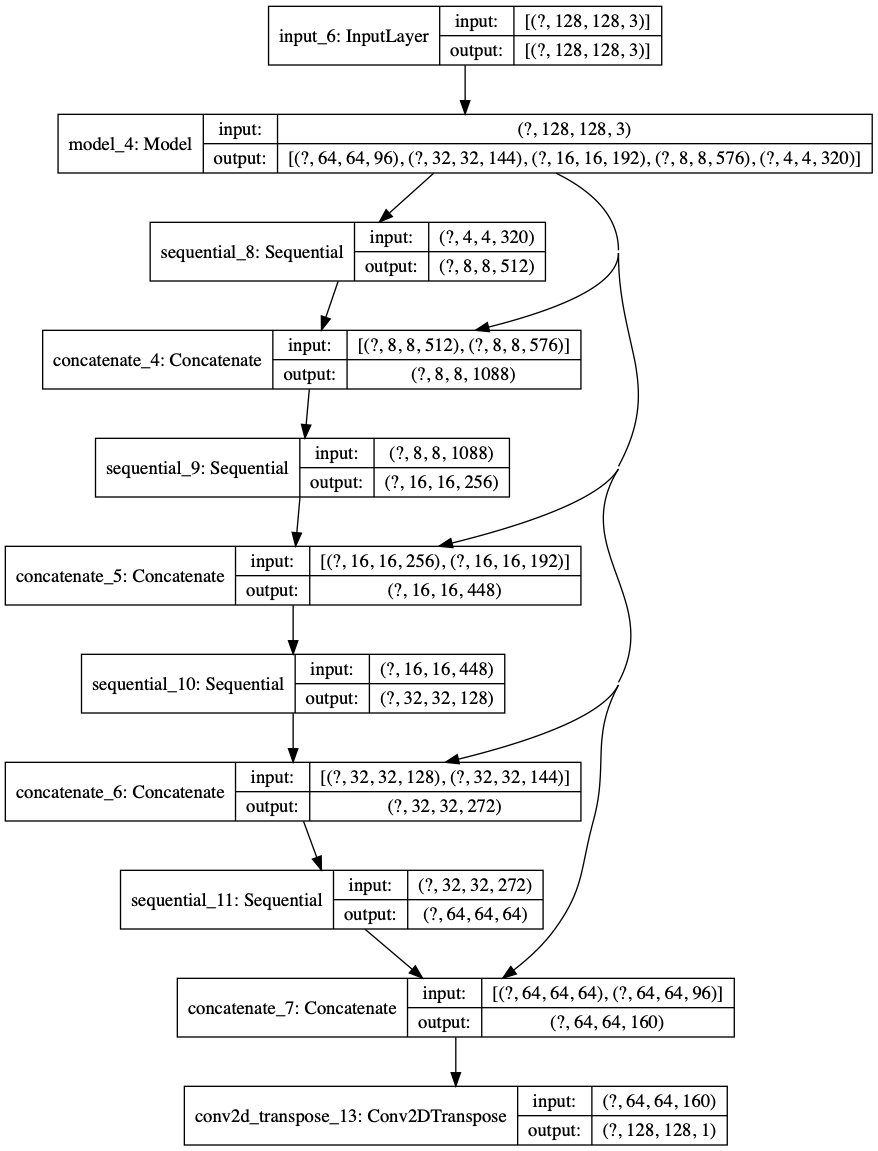 input_6: InputLayer
input: [(?, 128, 128, 3)]
output: [(?, 128, 128, 3)]
model_4: Model
input: (?, 128, 128, 3)
output: [(?, 64, 64, 96), (?, 32, 32, 144), (?, 16, 16, 192), (?, 8, 8, 576), (?, 4, 4, 320)]
sequential_8: Sequential
input: (?, 4, 4, 320)
output: (?, 8, 8, 512)
concatenate_4: Concatenate
input: [(?, 8, 8, 512), (?, 8, 8, 576)]
output: (?, 8, 8, 1088)
sequential_9: Sequential
input: (?, 8, 8, 1088)
output: (?, 16, 16, 256)
concatenate_5: Concatenate
input: [(?, 16, 16, 256), (?, 16, 16, 192)]
output: (?, 16, 16, 448)
sequential_10: Sequential
input: (?, 16, 16, 448)
output: (?, 32, 32, 128)
concatenate_6: Concatenate
input: [(?, 32, 32, 128), (?, 32, 32, 144)]
output: (?, 32, 32, 272)
sequential_11: Sequential
input: (?, 32, 32, 272)
output: (?, 64, 64, 64)
concatenate_7: Concatenate
input: [(?, 64, 64, 64), (?, 64, 64, 96)]
output: (?, 64, 64, 160)
conv2d_transpose_13: Conv2DTranspose
input: (?, 64, 64, 160)
output: (?, 128, 128, 1)